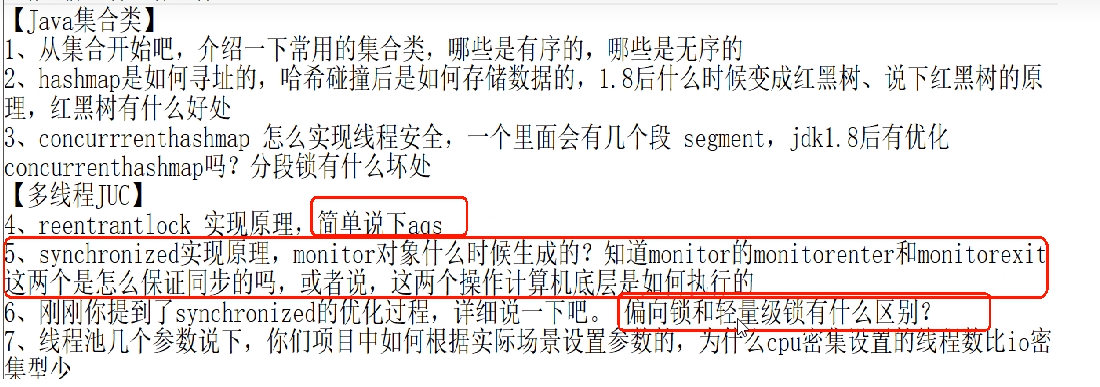 【Java集合类】
1、从集合开始吧，介绍一下常用的集合类，哪些是有序的，哪些是无序的
2、hashmap是如何寻址的，哈希碰撞后是如何存储数据的，1.8后什么时候变成红黑树、说下红黑树的原
理，红黑树有什么好处
3、concurrrenthashmap 怎么实现线程安全，一个里面会有几个段 segment，jdk1.8后有优化
concurrenthashmap吗？分段锁有什么坏处
【多线程JUC】
4、reentrantlock 实现原理，简单说下aqs
5、synchronized实现原理，monitor对象什么时候生成的？知道monitor的monitorenter和monitorexit
这两个是怎么保证同步的吗，或者说，这两个操作计算机底层是如何执行的
6、刚刚你提到了synchronized的优化过程，详细说一下吧。 偏向锁和轻量级锁有什么区别？
7、线程池几个参数说下，你们项目中如何根据实际场景设置参数的，为什么cpu密集设置的线程数比io密
集型少